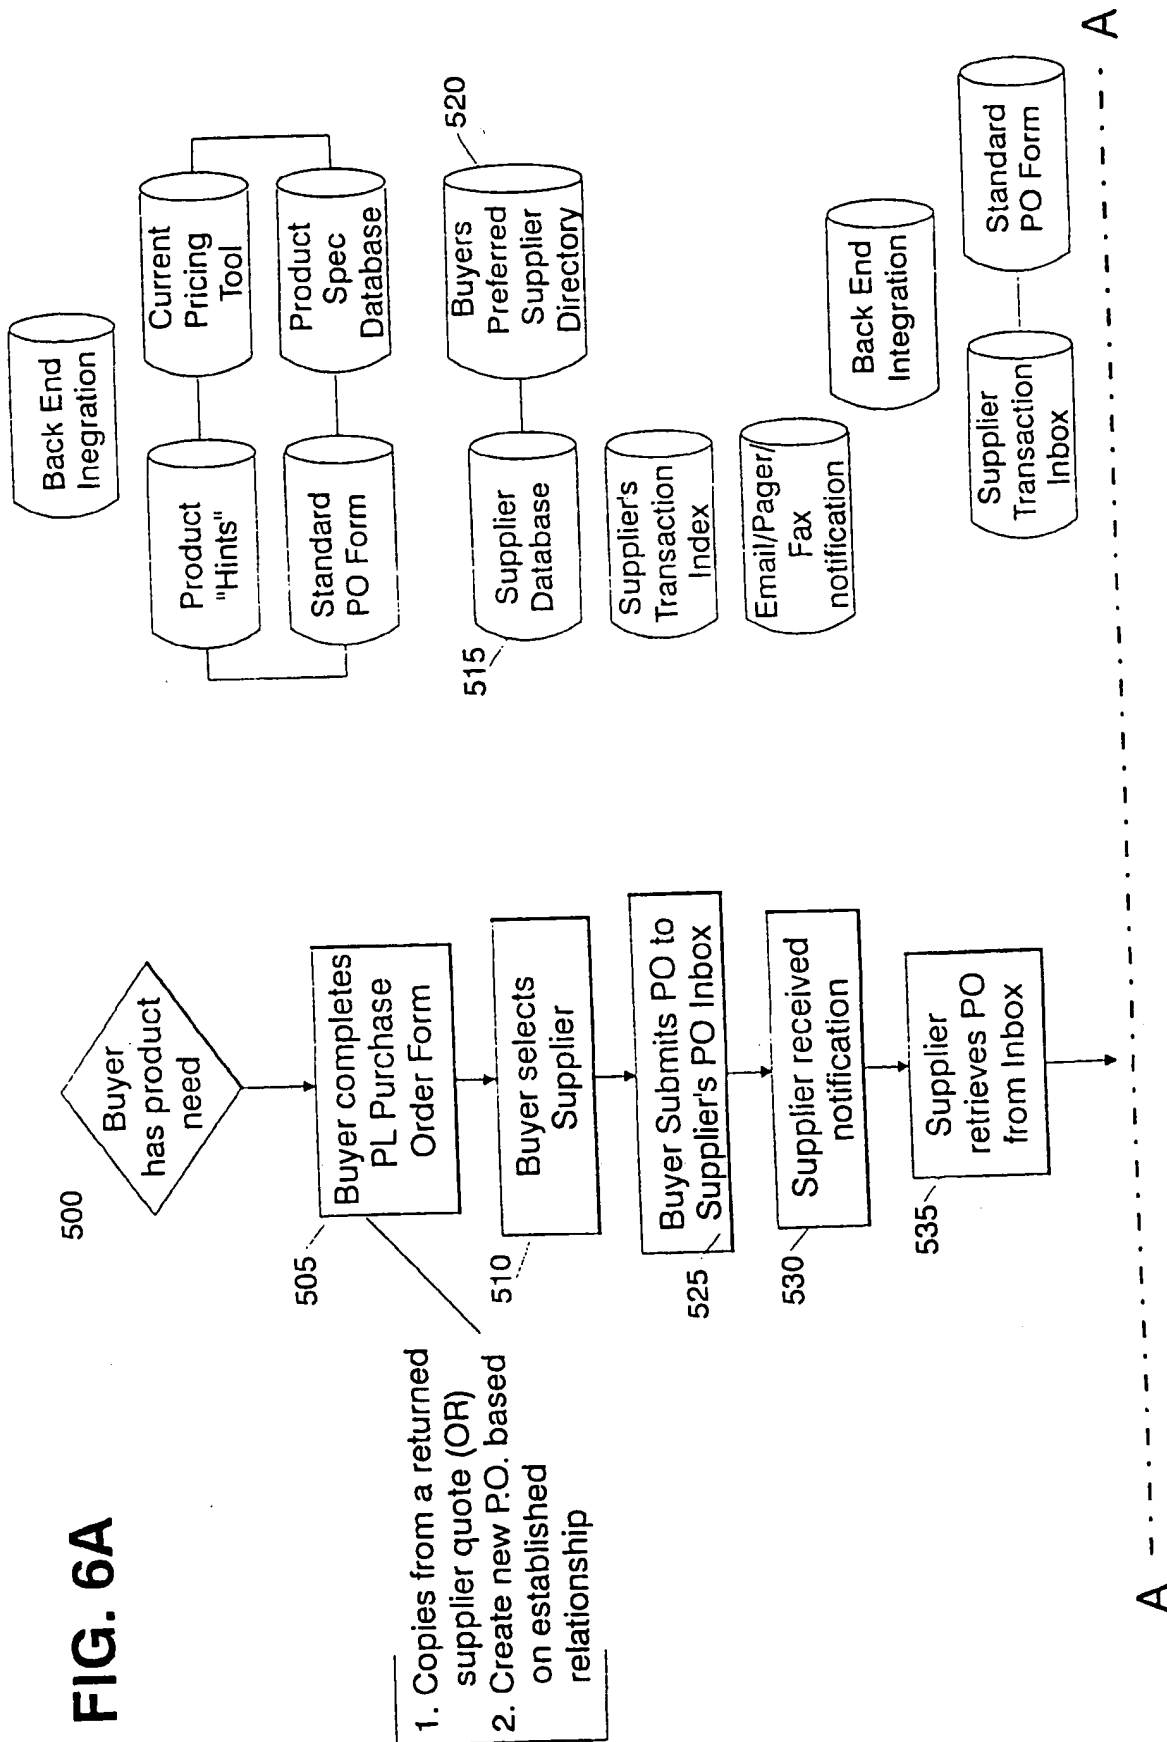 FIG. 6A
500
Buyer
has product
need
505
Buyer completes
PL Purchase
Order Form
1. Copies from a returned
supplier quote (OR)
2. Create new P.O. based
on established
relationship
510
Buyer selects
Supplier
525
Buyer Submits PO to
Supplier's PO Inbox
530
Supplier received
notification
535
Supplier
retrieves PO
from Inbox
Back End
Inegration
Product
"Hints"
Current
Pricing
Tool
Standard
PO Form
Product
Spec
Database
515
Supplier
Database
520
Buyers
Preferred
Supplier
Directory
Supplier's
Transaction
Index
Email/Pager/
Fax
notification
Back End
Integration
Supplier
Transaction
Inbox
Standard
PO Form
A
A